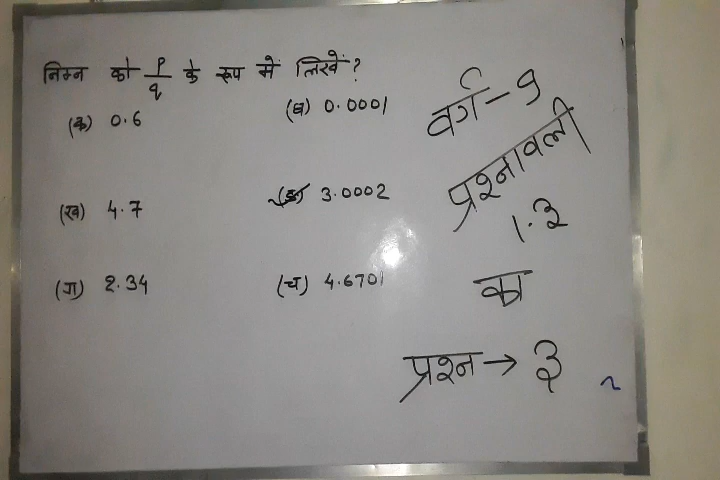 निम्न को p/q के रूप में लिखें?
(क) 0.6
(घ) 0.0001
(ख) 4.7
(ङ) 3.0002
(ग) 2.34
(च) 4.6701
वर्ग - 9
प्रश्नावली
1.3
का
प्रश्न → 3